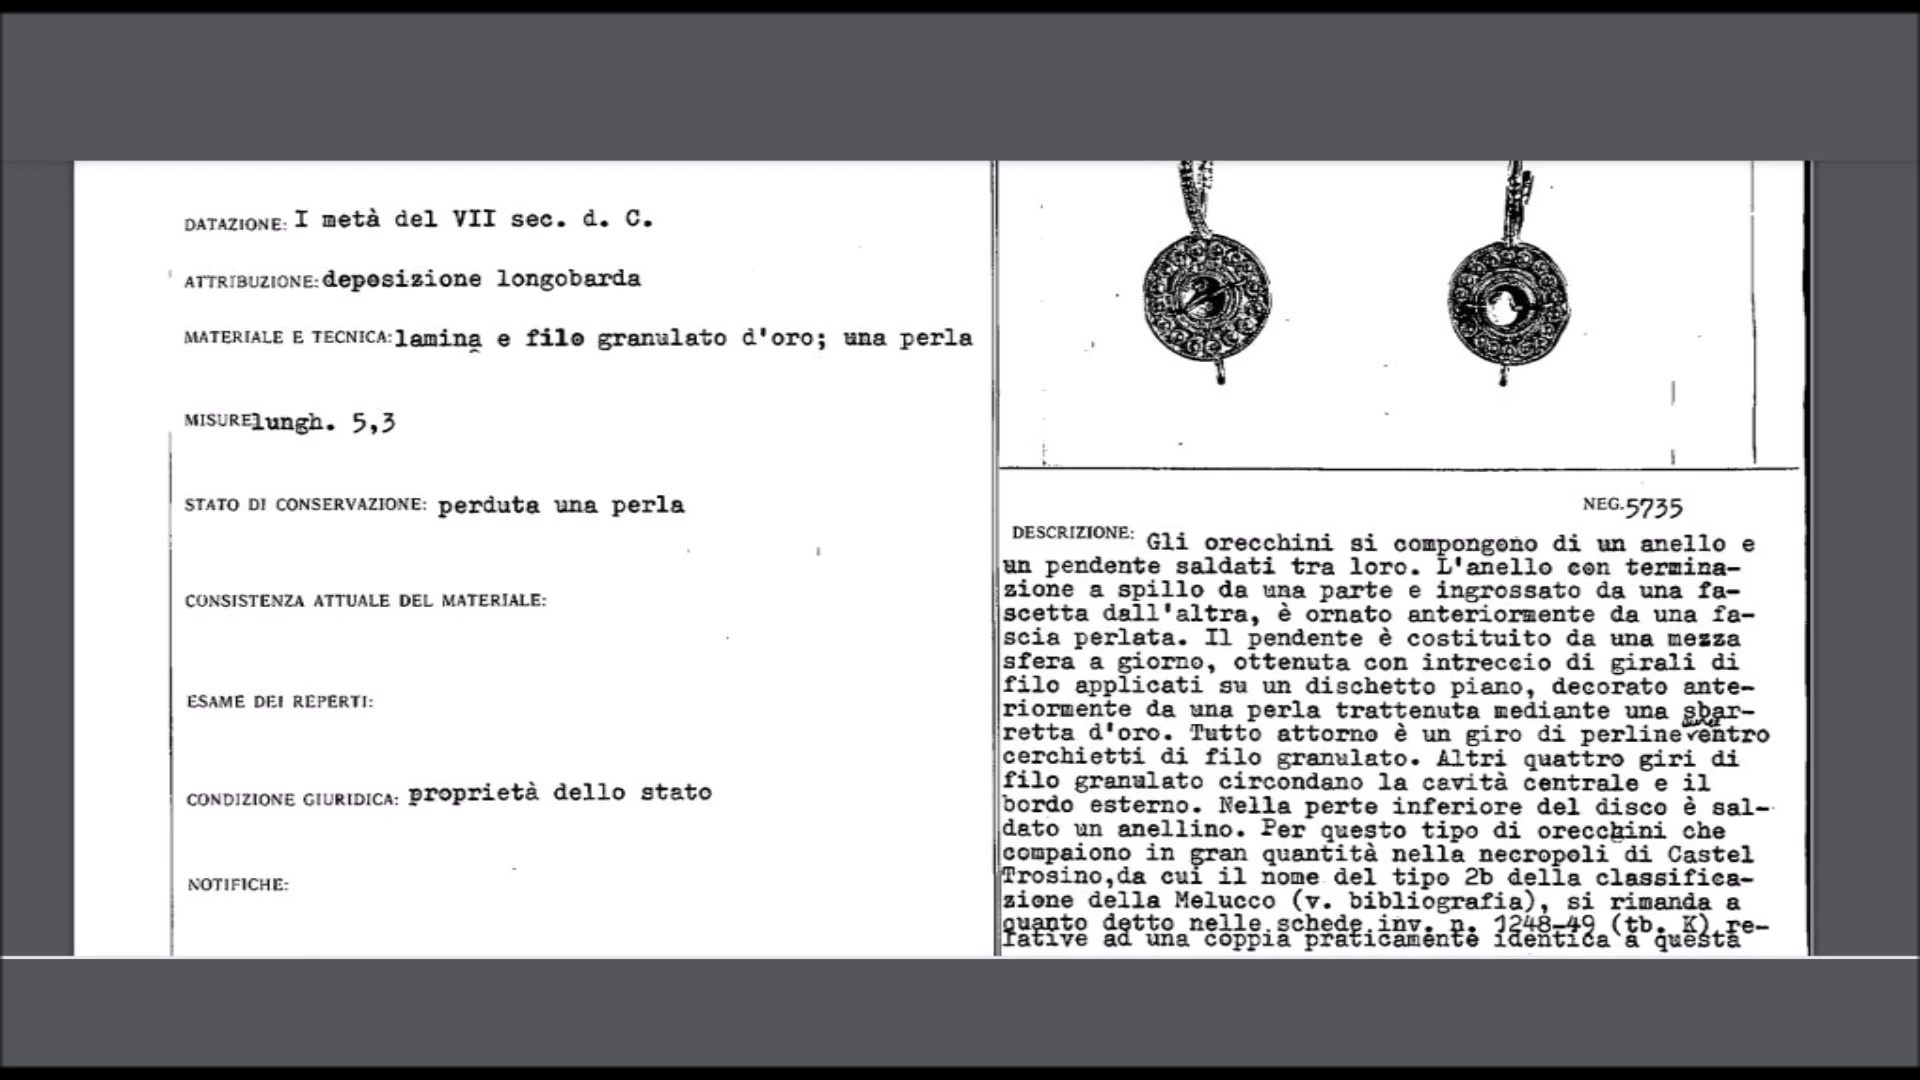 DATAZIONE: I metà del VII sec. d. C.
ATTRIBUZIONE: deposizione longobarda
MATERIALE E TECNICA: lamina e filo granulato d'oro; una perla
MISURE lungh. 5,3
STATO DI CONSERVAZIONE: perduta una perla
CONSISTENZA ATTUALE DEL MATERIALE:
ESAME DEI REPERTI:
CONDIZIONE GIURIDICA: proprietà dello stato
NOTIFICHE:
NEG. 5735
DESCRIZIONE: Gli orecchini si compongono di un anello e
un pendente saldati tra loro. L'anello con termina-
zione a spillo da una parte e ingrossato da una fa-
scetta dall'altra, è ornato anteriormente da una fa-
scia perlata. Il pendente è costituito da una mezza
sfera a giorno, ottenuta con intreccio di girali di
filo applicati su un dischetto piano, decorato ante-
riormente da una perla trattenuta mediante una sbar-
retta d'oro. Tutto attorno è un giro di perline entro
cerchietti di filo granulato. Altri quattro giri di
filo granulato circondano la cavità centrale e il
bordo esterno. Nella perte inferiore del disco è sal-
dato un anellino. Per questo tipo di orecchini che
compaiono in gran quantità nella necropoli di Castel
Trosino,da cui il nome del tipo 2b della classifica-
zione della Melucco (v. bibliografia), si rimanda a
quanto detto nelle schede inv. n. 1248-49 (tb. K) re-
lative ad una coppia praticamente identica a questa